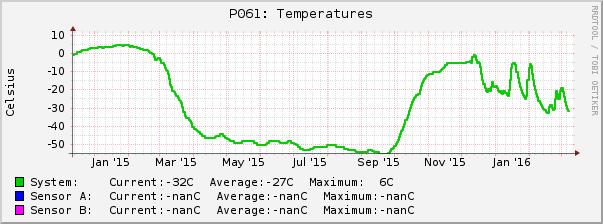 P061: Temperatures
RRDTOOL / TOBI OETIKER
Celsius
10
0
-10
-20
-30
-40
-50
Jan '15 Mar '15 May '15 Jul '15 Sep '15 Nov '15 Jan '16
System: Current:-32C Average:-27C Maximum: 6C
Sensor A: Current:-nanC Average:-nanC Maximum:-nanC
Sensor B: Current:-nanC Average:-nanC Maximum:-nanC